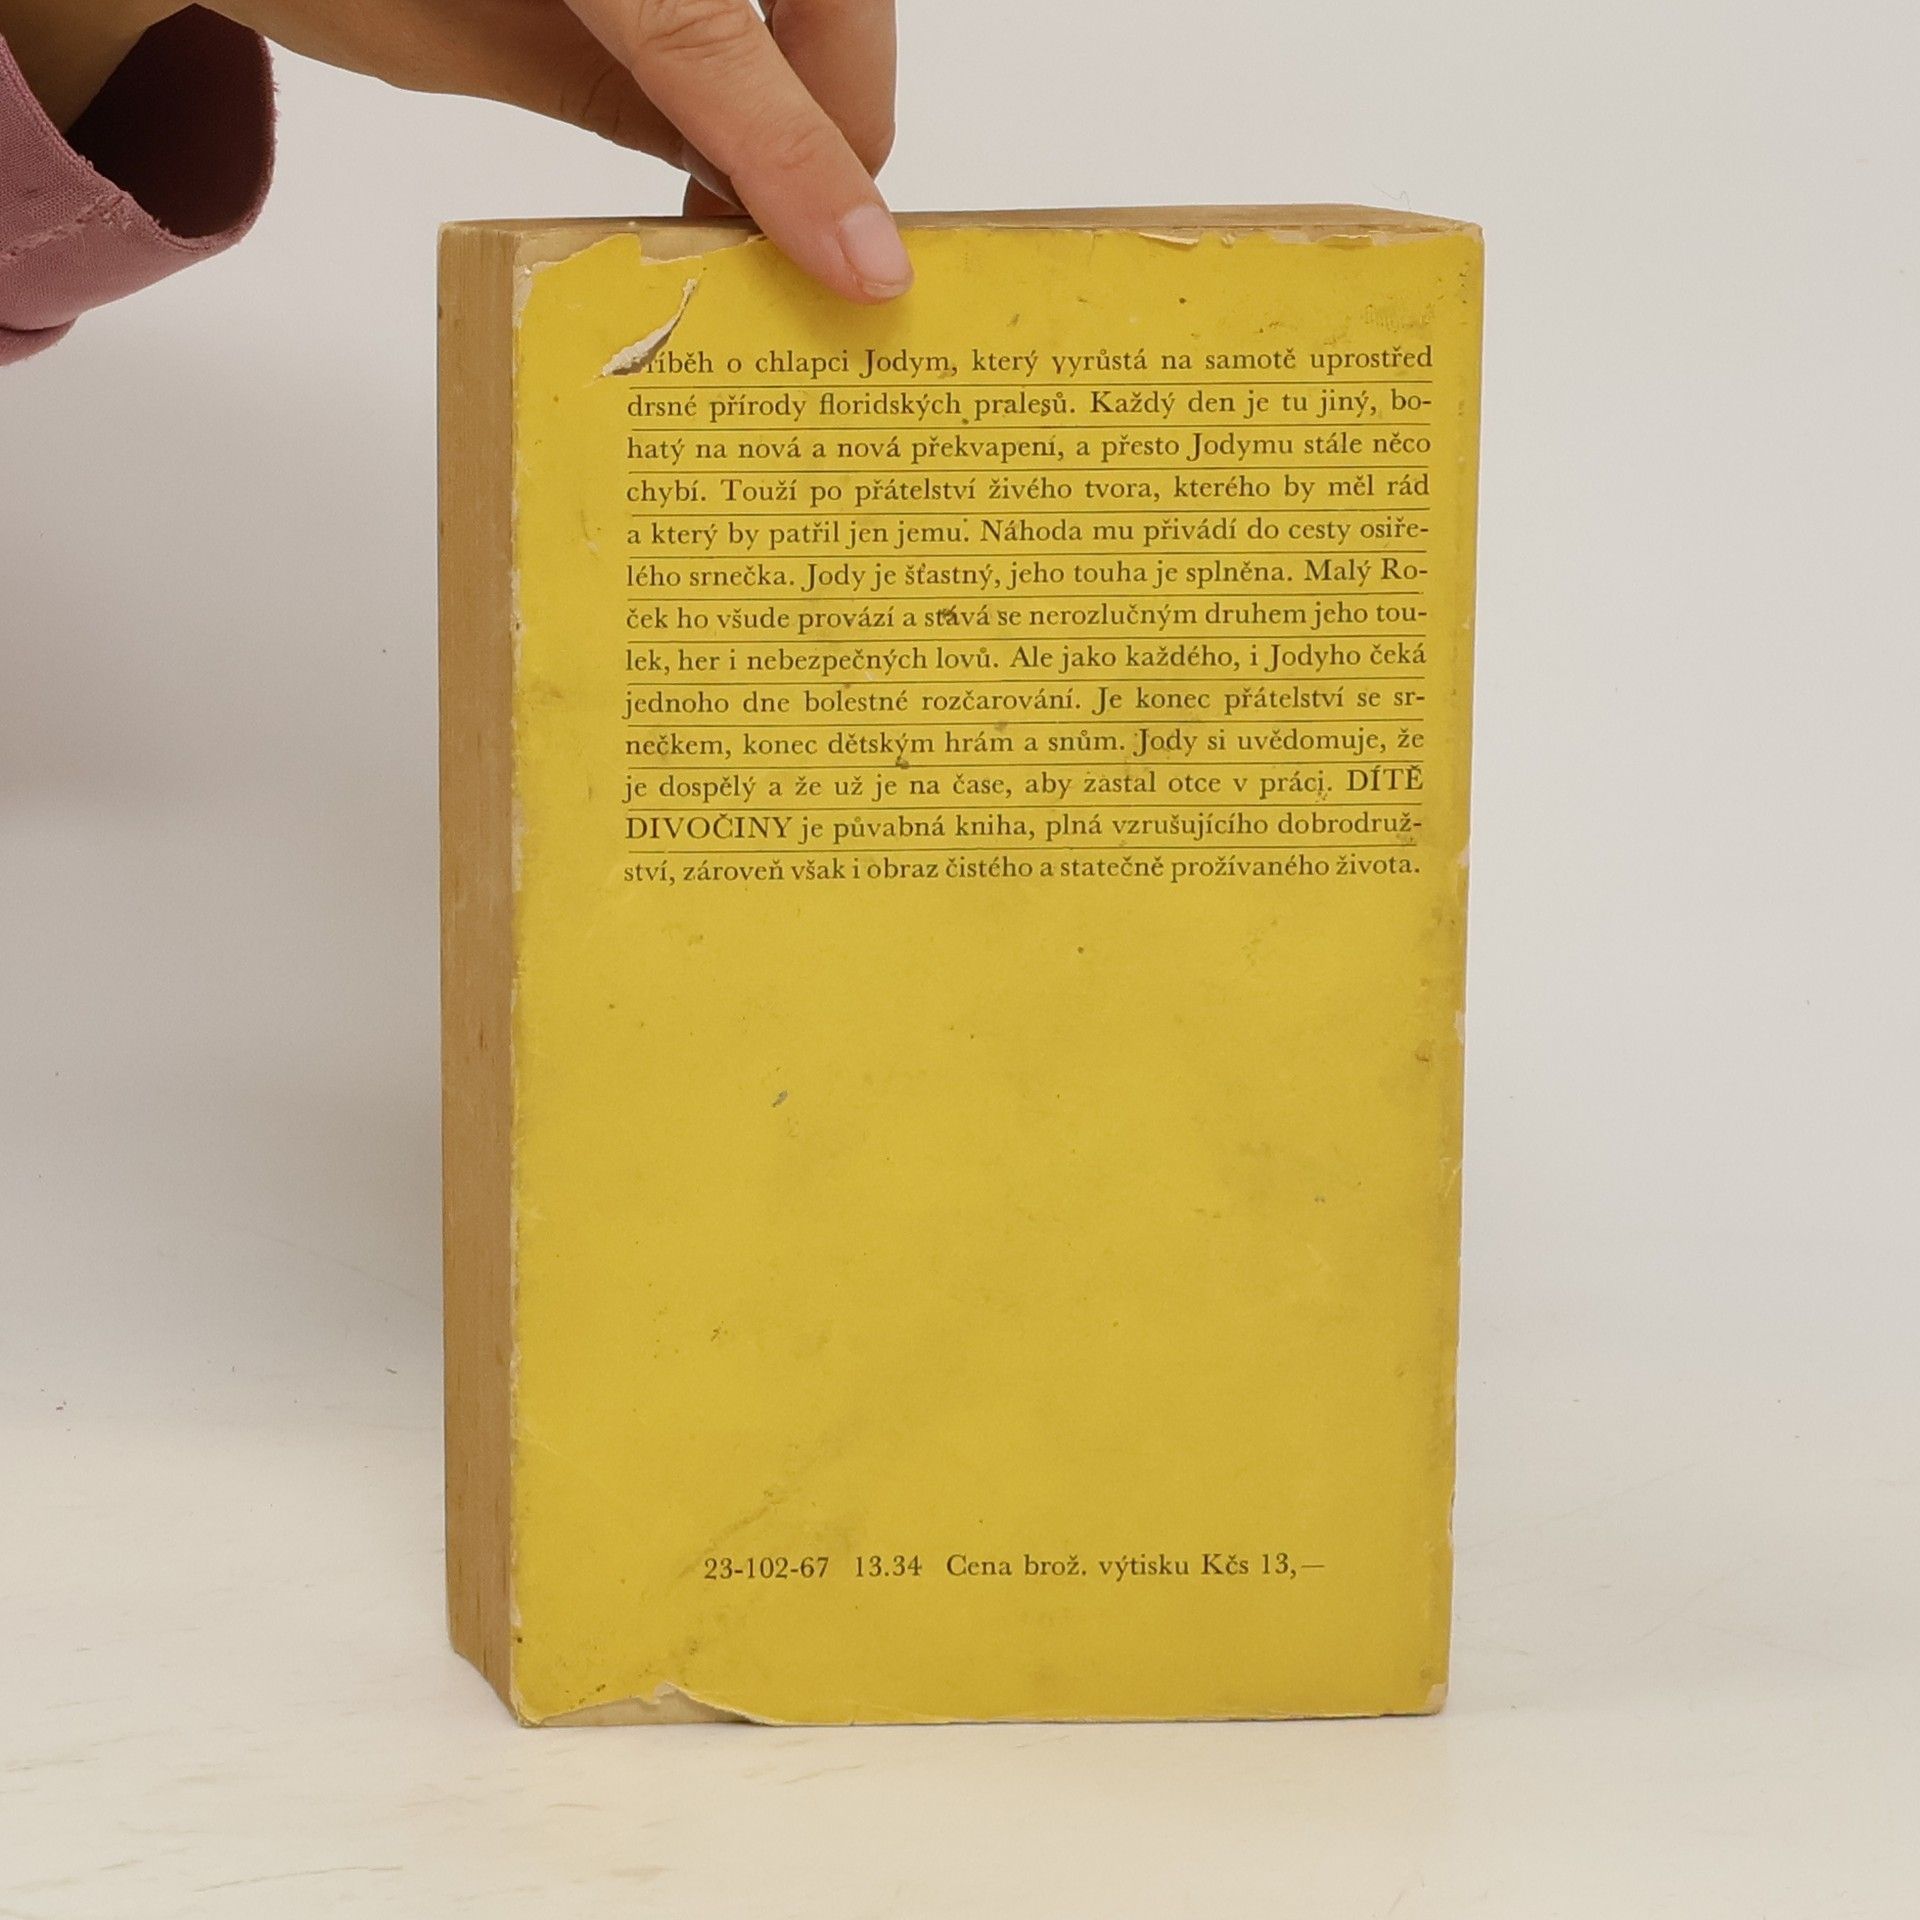 říběh o chlapci Jodym, který vyrůstá na samotě uprostřed
drsné přírody floridských pralesů. Každý den je tu jiný, bo-
hatý na nová a nová překvapení, a přesto Jodymu stále něco
chybí. Touží po přátelství živého tvora, kterého by měl rád
a který by patřil jen jemu. Náhoda mu přivádí do cesty osiře-
lého srnečka. Jody je šťastný, jeho touha je splněna. Malý Ro-
ček ho všude provází a stává se nerozlučným druhem jeho tou-
lek, her i nebezpečných lovů. Ale jako každého, i Jodyho čeká
jednoho dne bolestné rozčarování. Je konec přátelství se sr-
nečkem, konec dětským hrám a snům. Jody si uvědomuje, že
je dospělý a že už je na čase, aby zastal otce v práci. DÍTĚ
DIVOČINY je půvabná kniha, plná vzrušujícího dobrodruž-
ství, zároveň však i obraz čistého a statečně prožívaného života.
23-102-67 13.34 Cena brož. výtisku Kčs 13,—